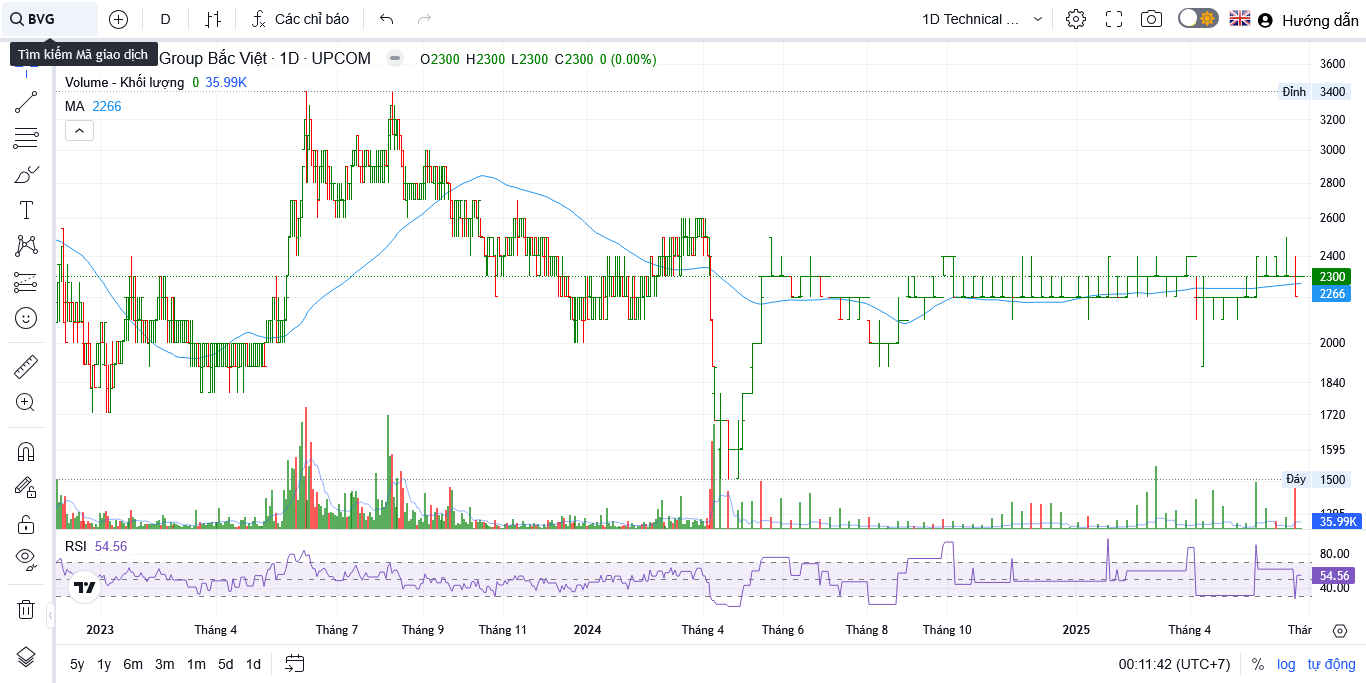 BVG
D
Các chỉ báo
1D Technical ...
Hướng dẫn
Tìm kiếm Mã giao dịch
Group Bắc Việt · 1D · UPCOM
O2300 H2300 L2300 C2300 0 (0.00%)
Volume - Khối lượng 0 35.99K
MA 2266
3600
Đỉnh 3400
3200
3000
2800
2600
2400
2300
2266
2000
1840
1720
1595
Đáy 1500
35.99K
RSI 54.56
80.00
54.56
40.00
2023 Tháng 4 Tháng 7 Tháng 9 Tháng 11 2024 Tháng 4 Tháng 6 Tháng 8 Tháng 10 2025 Tháng 4 Thár
5y 1y 6m 3m 1m 5d 1d
00:11:42 (UTC+7) % log tự động